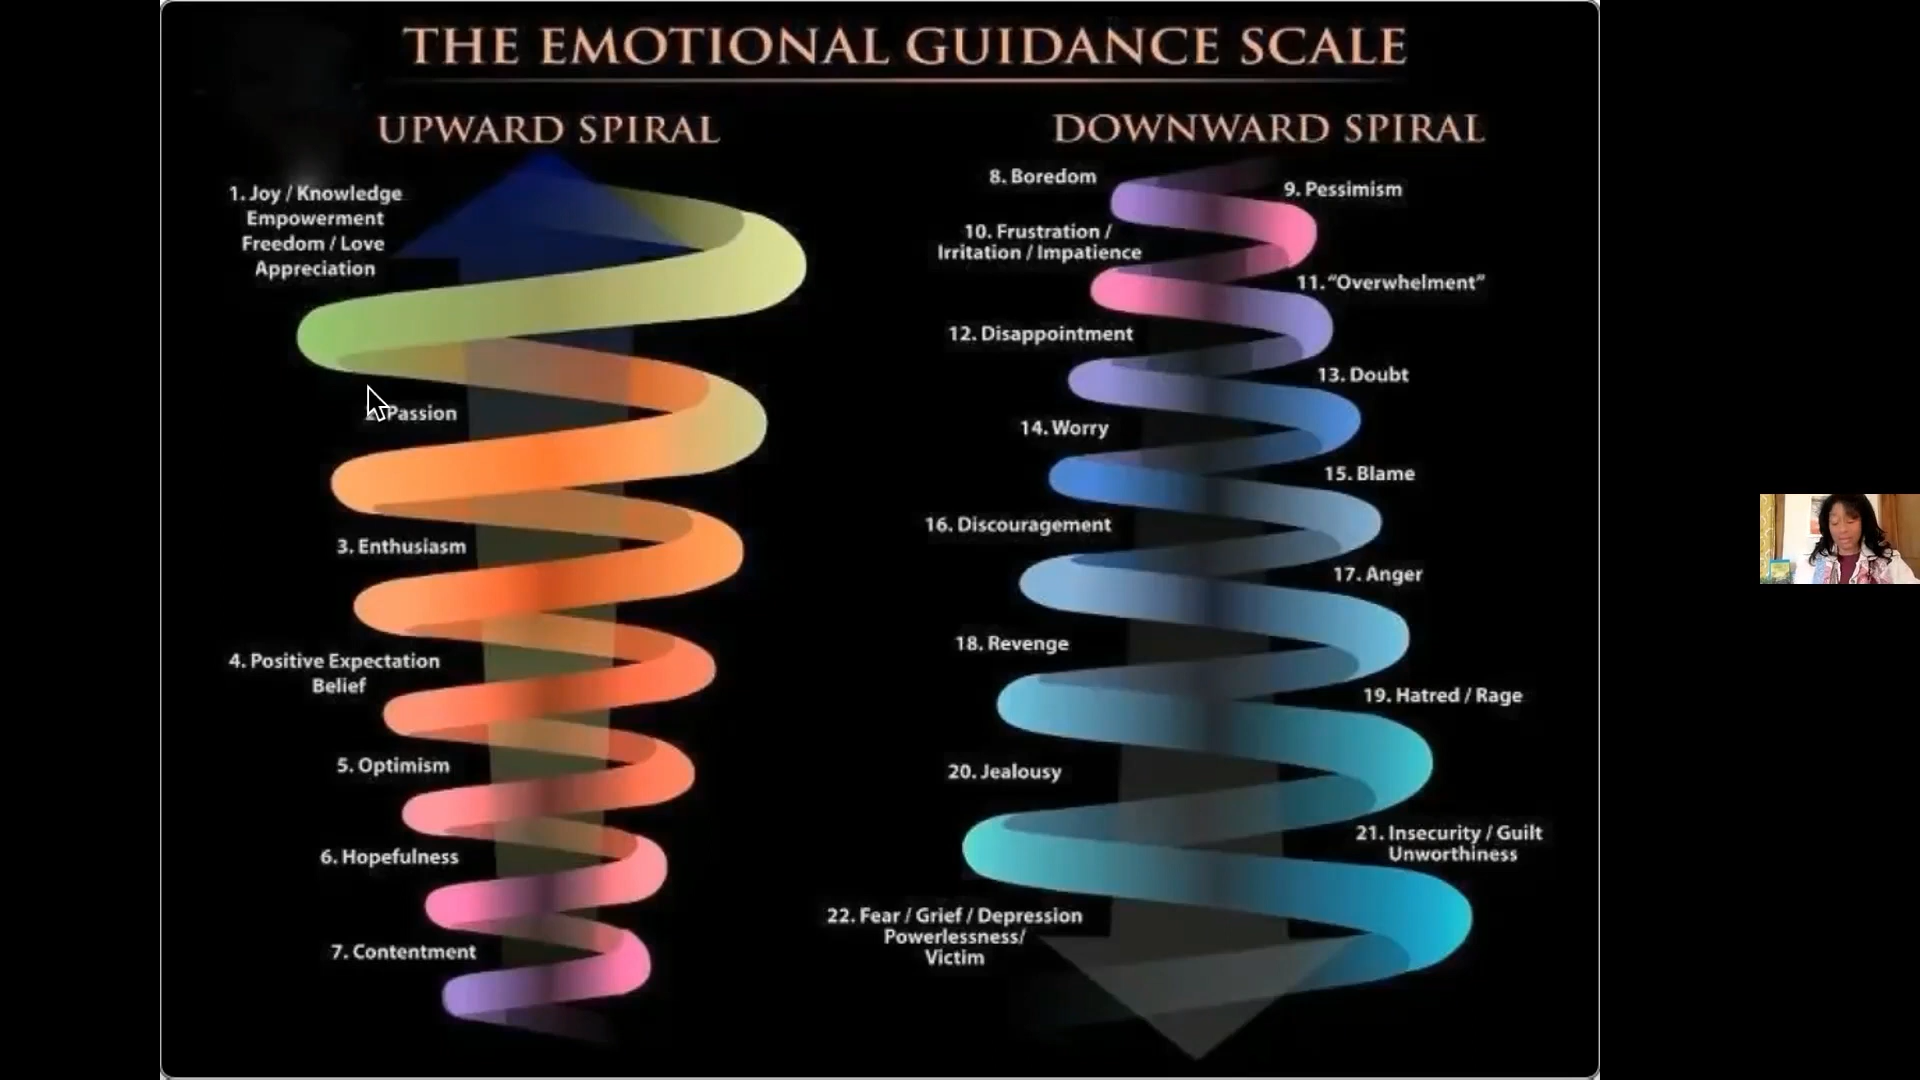 THE EMOTIONAL GUIDANCE SCALE
UPWARD SPIRAL
1. Joy / Knowledge
Empowerment
Freedom / Love
Appreciation
Passion
3. Enthusiasm
4. Positive Expectation
Belief
5. Optimism
6. Hopefulness
7. Contentment
DOWNWARD SPIRAL
8. Boredom
9. Pessimism
10. Frustration /
Irritation / Impatience
11. “Overwhelment”
12. Disappointment
13. Doubt
14. Worry
15. Blame
16. Discouragement
17. Anger
18. Revenge
19. Hatred / Rage
20. Jealousy
21. Insecurity / Guilt
Unworthiness
22. Fear / Grief / Depression
Powerlessness/
Victim